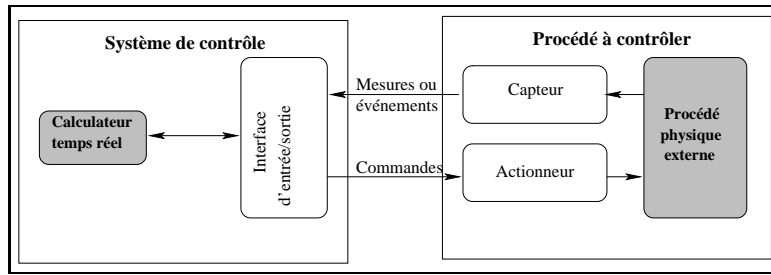 Système de contrôle
Procédé à contrôler
Calculateur
temps réel
Interface
d'entrée/sortie
Mesures ou
événements
Commandes
Capteur
Actionneur
Procédé
physique
externe